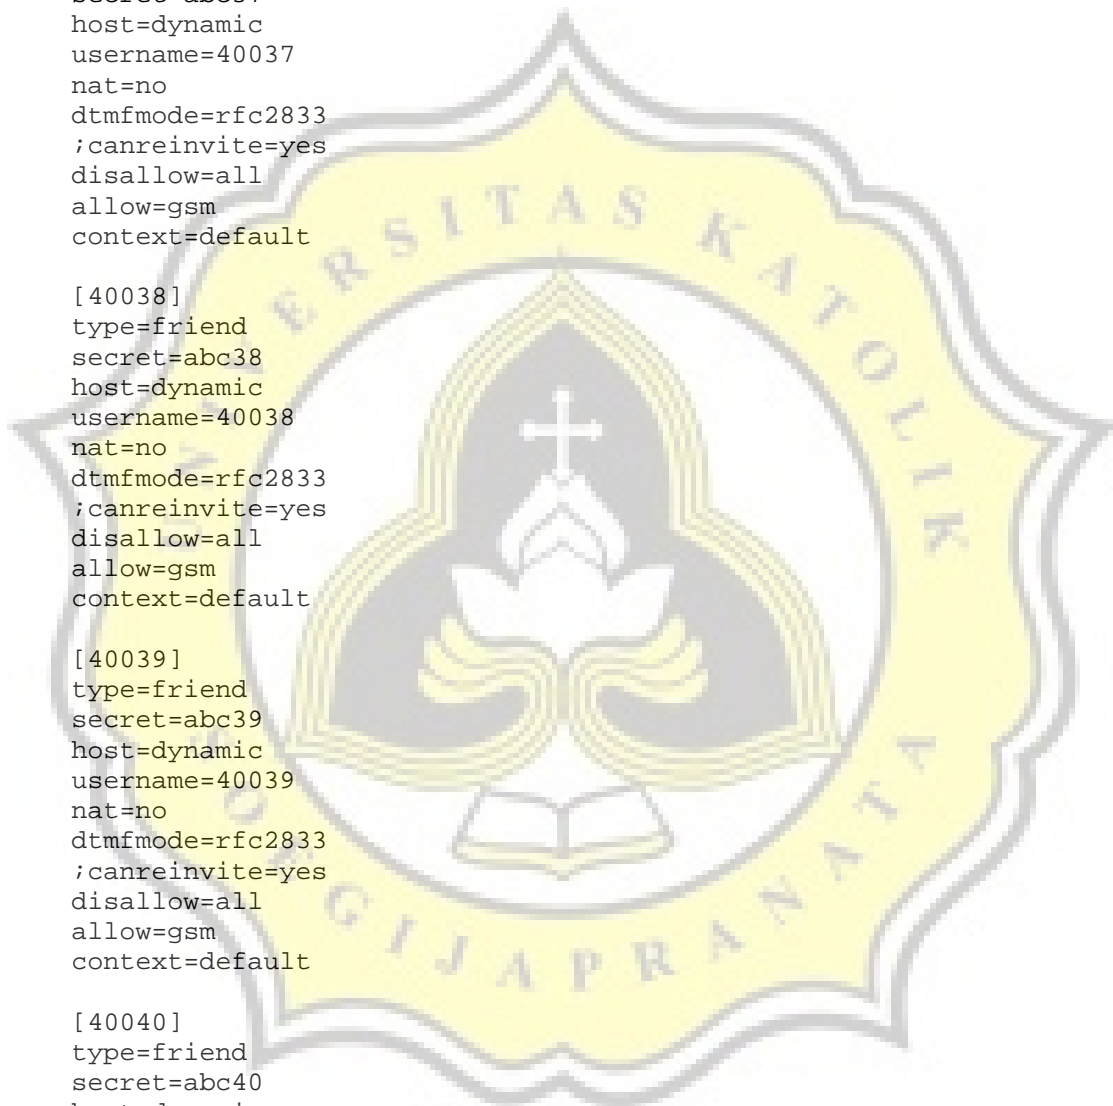 host=dynamic
username=40037
nat=no
dtmfmode=rfc2833
;canreinvite=yes
disallow=all
allow=gsm
context=default
[40038]
type=friend
secret=abc38
host=dynamic
username=40038
nat=no
dtmfmode=rfc2833
;canreinvite=yes
disallow=all
allow=gsm
context=default
[40039]
type=friend
secret=abc39
host=dynamic
username=40039
nat=no
dtmfmode=rfc2833
;canreinvite=yes
disallow=all
allow=gsm
context=default
[40040]
type=friend
secret=abc40
UNIVERSITAS KATOLIK
SOEGIJAPRANATA